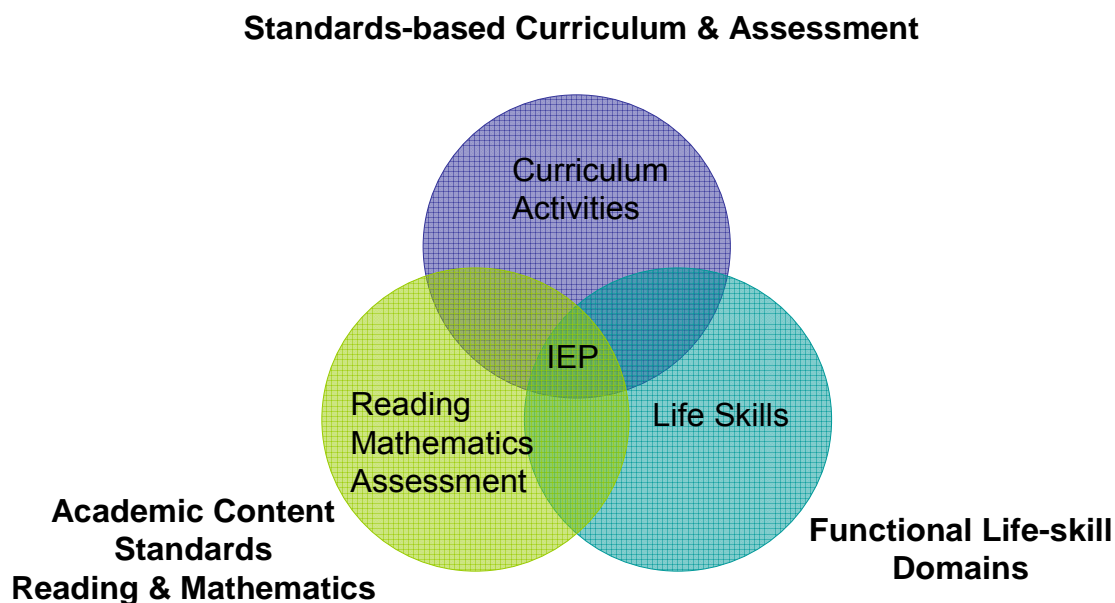 Standards-based Curriculum & Assessment
Curriculum
Activities
IEP
Reading
Mathematics
Assessment
Life Skills
Academic Content
Standards
Reading & Mathematics
Functional Life-skill
Domains